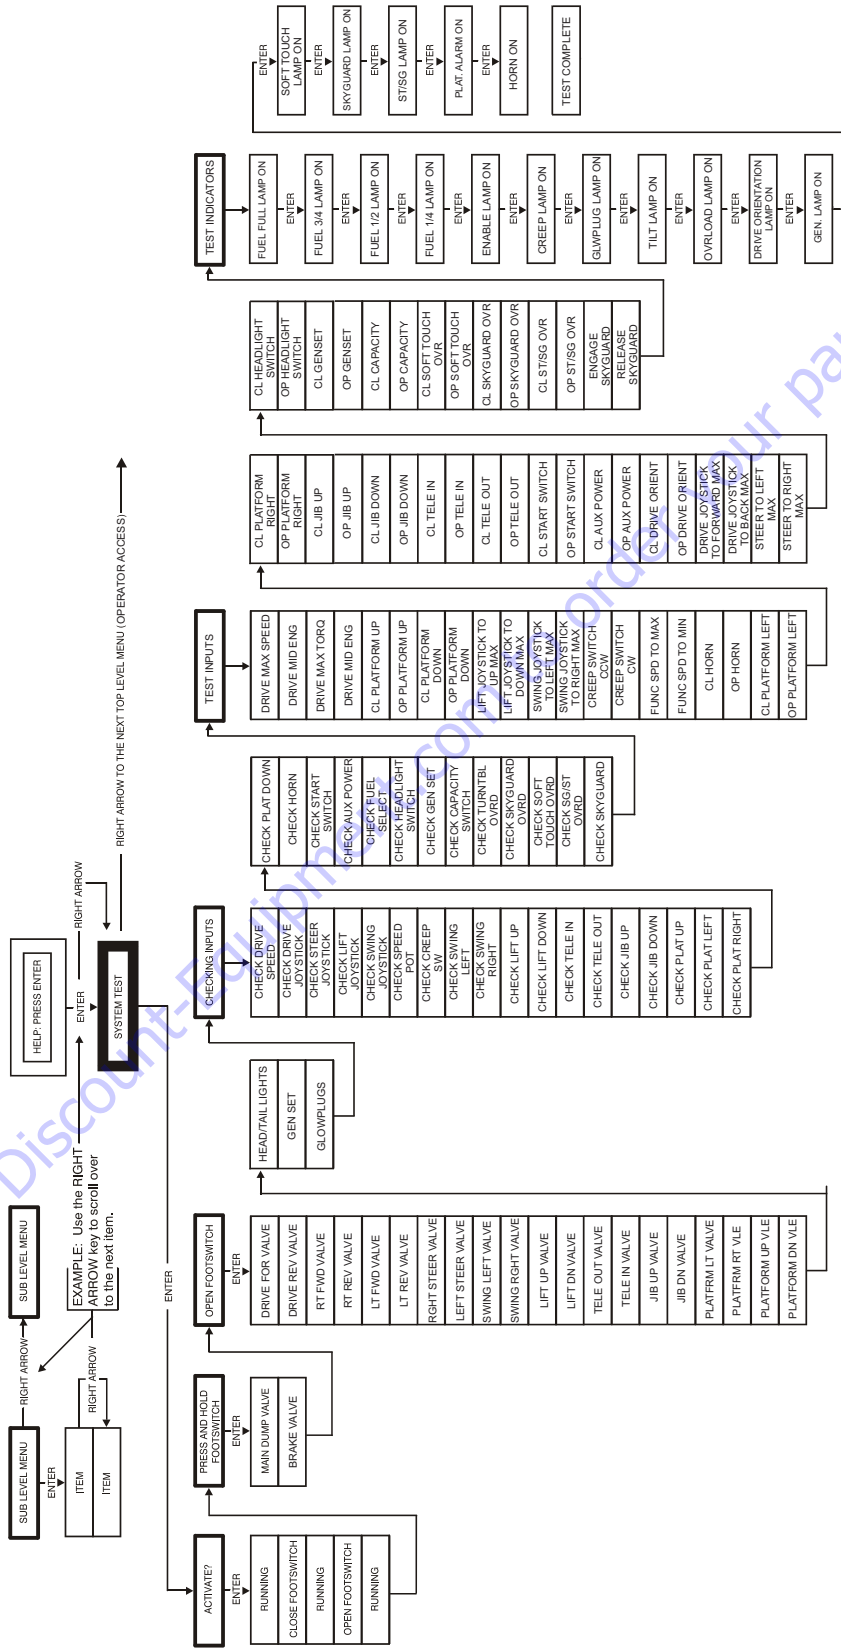 SUB LEVEL MENU
RIGHT ARROW
SUB LEVEL MENU
ENTER
ITEM
RIGHT ARROW
ITEM
EXAMPLE: Use the RIGHT
ARROW key to scroll over
to the next item.
HELP: PRESS ENTER
ENTER
RIGHT ARROW
SYSTEM TEST
RIGHT ARROW TO THE NEXT TOP LEVEL MENU (OPERATOR ACCESS)
ENTER
ACTIVATE?
ENTER
RUNNING
CLOSE FOOTSWITCH
RUNNING
OPEN FOOTSWITCH
RUNNING
PRESS AND HOLD
FOOTSWITCH
ENTER
MAIN DUMP VALVE
BRAKE VALVE
OPEN FOOTSWITCH
ENTER
DRIVE FOR VALVE
DRIVE REV VALVE
RT FWD VALVE
RT REV VALVE
LT FWD VALVE
LT REV VALVE
RGHT STEER VALVE
LEFT STEER VALVE
SWING LEFT VALVE
SWING RGHT VALVE
LIFT UP VALVE
LIFT DN VALVE
TELE OUT VALVE
TELE IN VALVE
JIB UP VALVE
JIB DN VALVE
PLATFRM LT VALVE
PLATFRM RT VLE
PLATFORM UP VLE
PLATFORM DN VLE
HEAD/TAIL LIGHTS
GEN SET
GLOWPLUGS
CHECKING INPUTS
CHECK DRIVE
SPEED
CHECK DRIVE
JOYSTICK
CHECK STEER
JOYSTICK
CHECK LIFT
JOYSTICK
CHECK SWING
JOYSTICK
CHECK SPEED
POT
CHECK CREEP
SW
CHECK SWING
LEFT
CHECK SWING
RIGHT
CHECK LIFT UP
CHECK LIFT DOWN
CHECK TELE IN
CHECK TELE OUT
CHECK JIB UP
CHECK JIB DOWN
CHECK PLAT UP
CHECK PLAT LEFT
CHECK PLAT RIGHT
CHECK PLAT DOWN
CHECK HORN
CHECK START
SWITCH
CHECK AUX POWER
CHECK FUEL
SELECT
CHECK HEADLIGHT
SWITCH
CHECK GEN SET
CHECK CAPACITY
SWITCH
CHECK TURNTBL
OVRD
CHECK SKYGUARD
OVRD
CHECK SOFT
TOUCH OVRD
CHECK SG/ST
OVRD
CHECK SKYGUARD
TEST INPUTS
DRIVE MAX SPEED
DRIVE MID ENG
DRIVE MAX TORQ
DRIVE MID ENG
CL PLATFORM UP
OP PLATFORM UP
CL PLATFORM
DOWN
OP PLATFORM
DOWN
LIFT JOYSTICK TO
UP MAX
LIFT JOYSTICK TO
DOWN MAX
SWING JOYSTICK
TO LEFT MAX
SWING JOYSTICK
TO RIGHT MAX
CREEP SWITCH
CCW
CREEP SWITCH
CW
FUNC SPD TO MAX
FUNC SPD TO MIN
CL HORN
OP HORN
CL PLATFORM LEFT
OP PLATFORM LEFT
CL PLATFORM
RIGHT
OP PLATFORM
RIGHT
CL JIB UP
OP JIB UP
CL JIB DOWN
OP JIB DOWN
CL TELE IN
OP TELE IN
CL TELE OUT
OP TELE OUT
CL START SWITCH
OP START SWITCH
CL AUX POWER
OP AUX POWER
CL DRIVE ORIENT
OP DRIVE ORIENT
DRIVE JOYSTICK
TO FORWARD MAX
DRIVE JOYSTICK
TO BACK MAX
STEER TO LEFT
MAX
STEER TO RIGHT
MAX
CL HEADLIGHT
SWITCH
OP HEADLIGHT
SWITCH
CL GENSET
OP GENSET
CL CAPACITY
OP CAPACITY
CL SOFT TOUCH
OVR
OP SOFT TOUCH
OVR
CL SKYGUARD OVR
OP SKYGUARD OVR
CL ST/SG OVR
OP ST/SG OVR
ENGAGE
SKYGUARD
RELEASE
SKYGUARD
TEST INDICATORS
FUEL FULL LAMP ON
ENTER
FUEL 3/4 LAMP ON
ENTER
FUEL 1/2 LAMP ON
ENTER
FUEL 1/4 LAMP ON
ENTER
ENABLE LAMP ON
ENTER
CREEP LAMP ON
ENTER
GLWPLUG LAMP ON
ENTER
TILT LAMP ON
ENTER
OVRLOAD LAMP ON
ENTER
DRIVE ORIENTATION
LAMP ON
ENTER
GEN. LAMP ON
ENTER
SOFT TOUCH
LAMP ON
ENTER
SKYGUARD LAMP ON
ENTER
ST/SG LAMP ON
ENTER
PLAT. ALARM ON
ENTER
HORN ON
TEST COMPLETE
Discount-Equipment.com to order your par